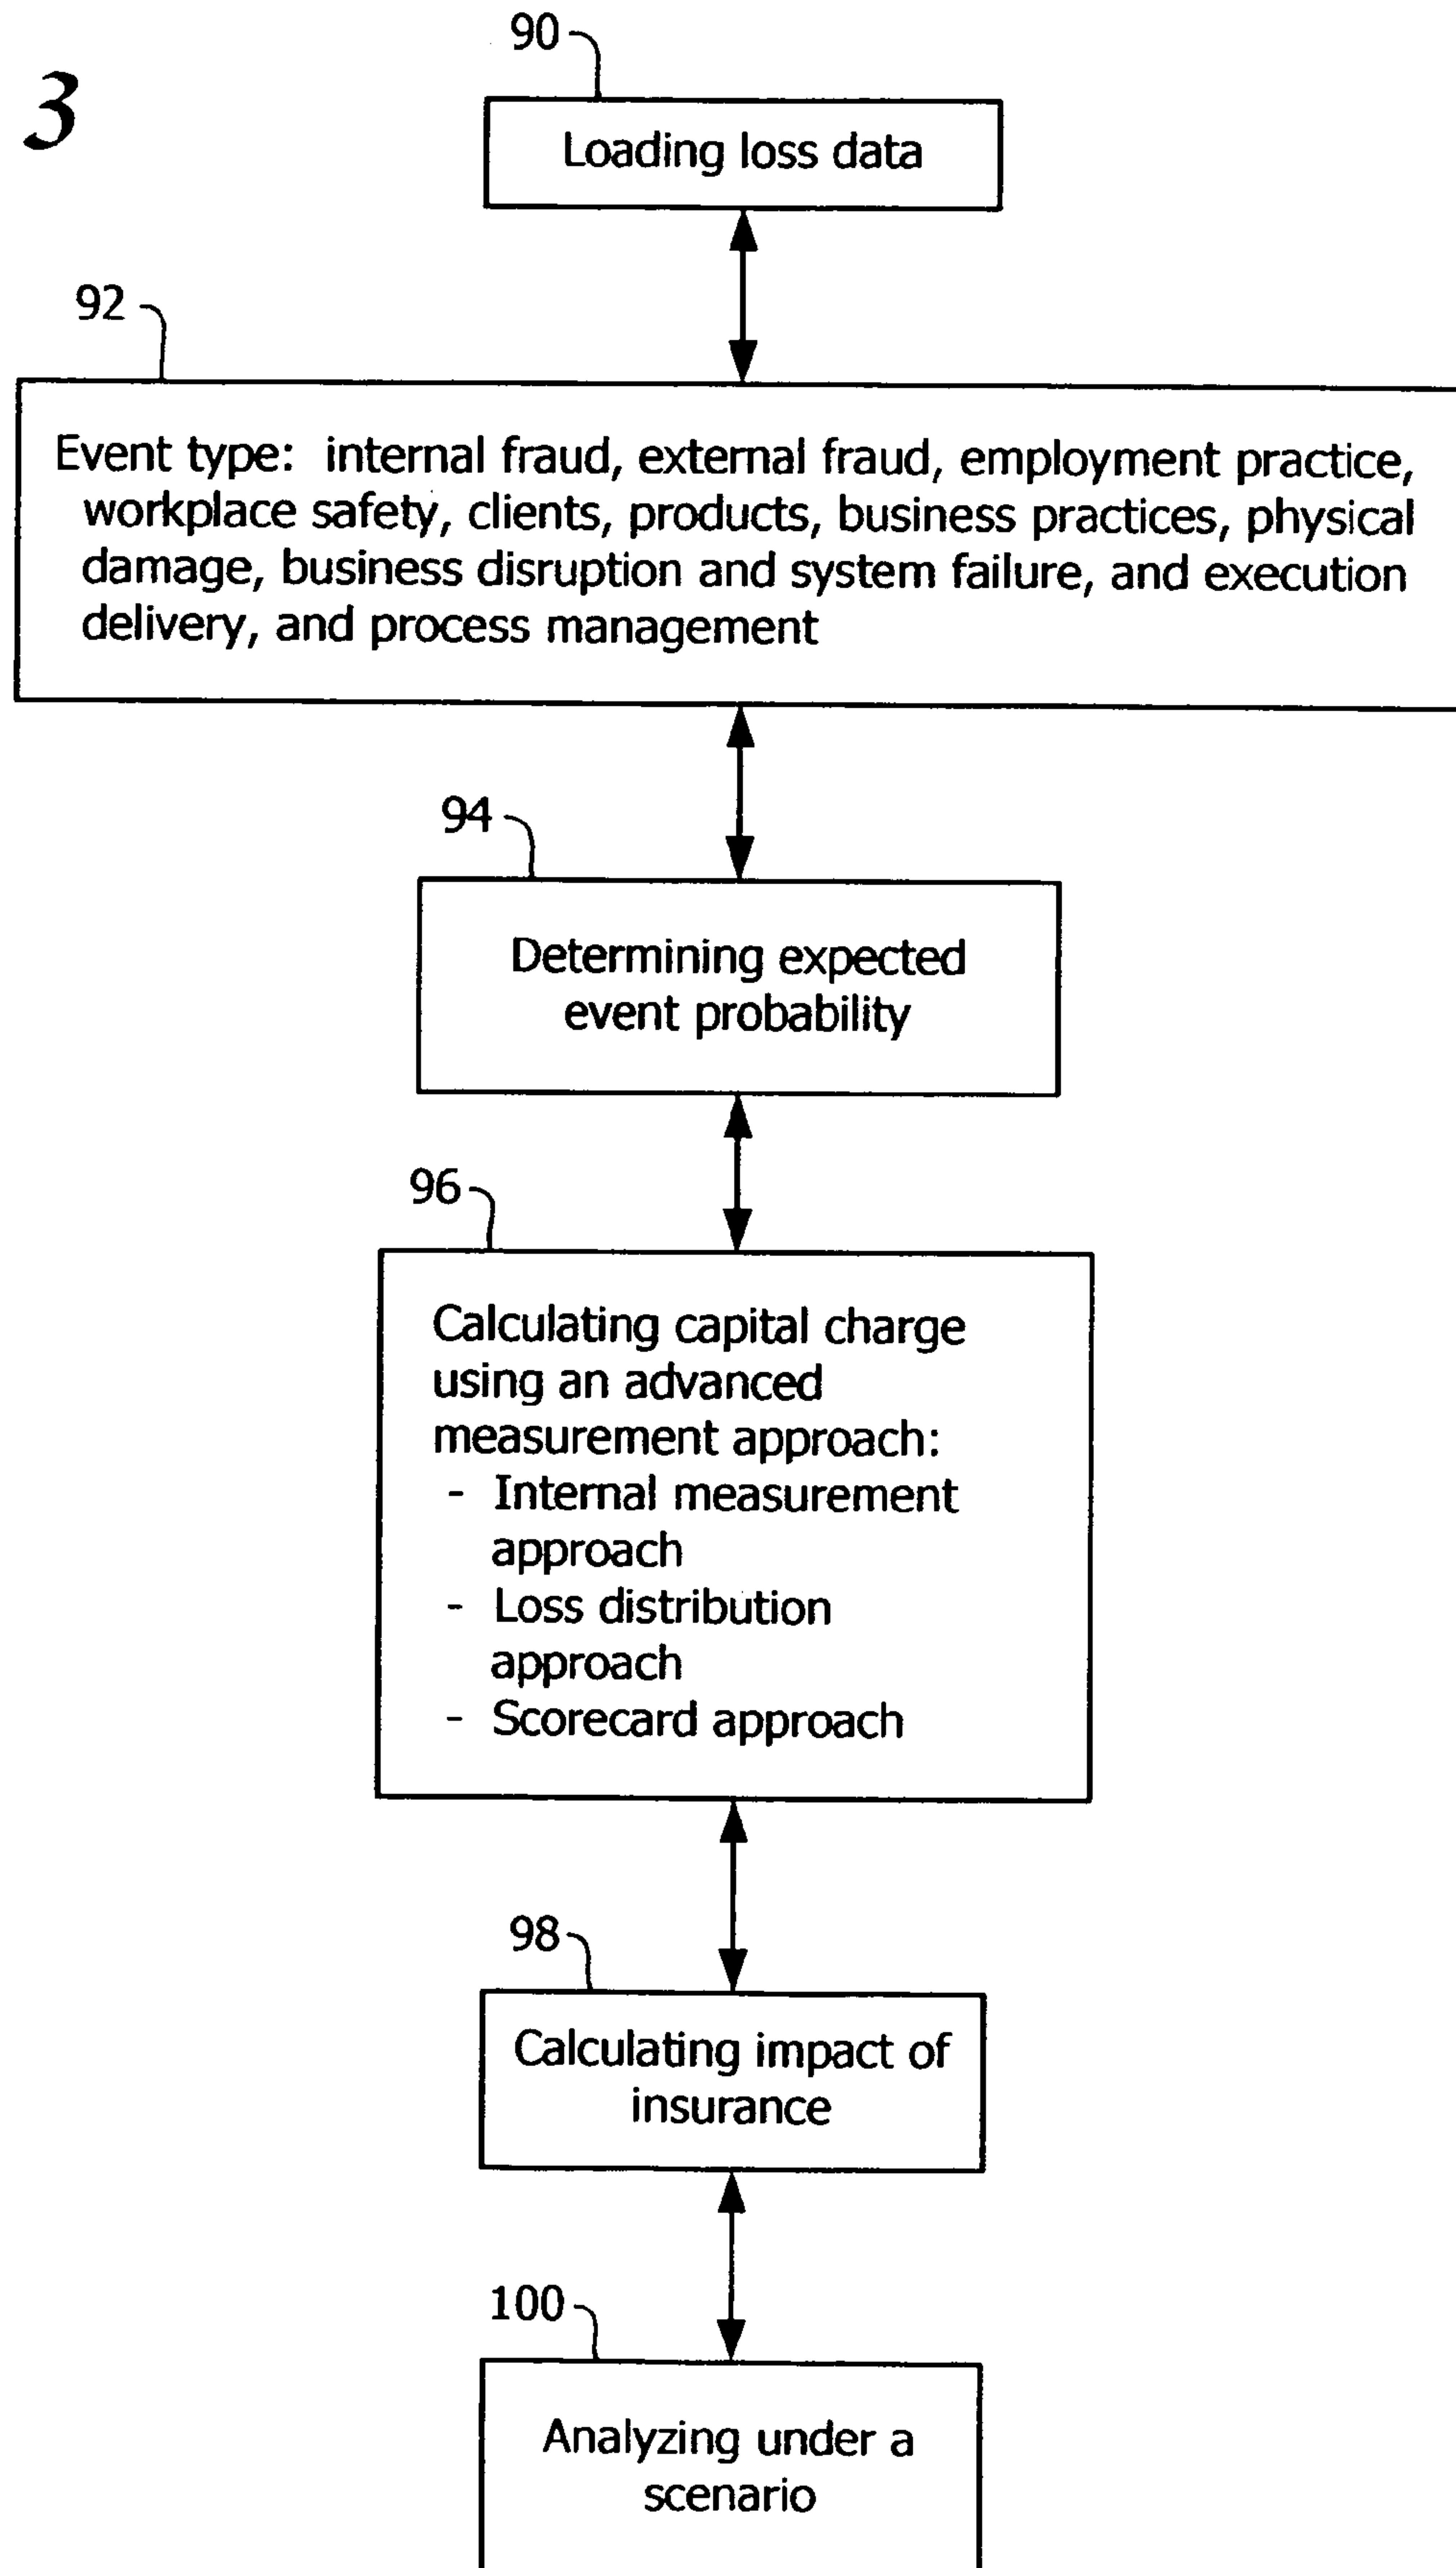 90
3
Loading loss data
92
Event type: internal fraud, external fraud, employment practice,
workplace safety, clients, products, business practices, physical
damage, business disruption and system failure, and execution
delivery, and process management
94
Determining expected
event probability
96
Calculating capital charge
using an advanced
measurement approach:
- Internal measurement
approach
- Loss distribution
approach
- Scorecard approach
98
Calculating impact of
insurance
100
Analyzing under a
scenario